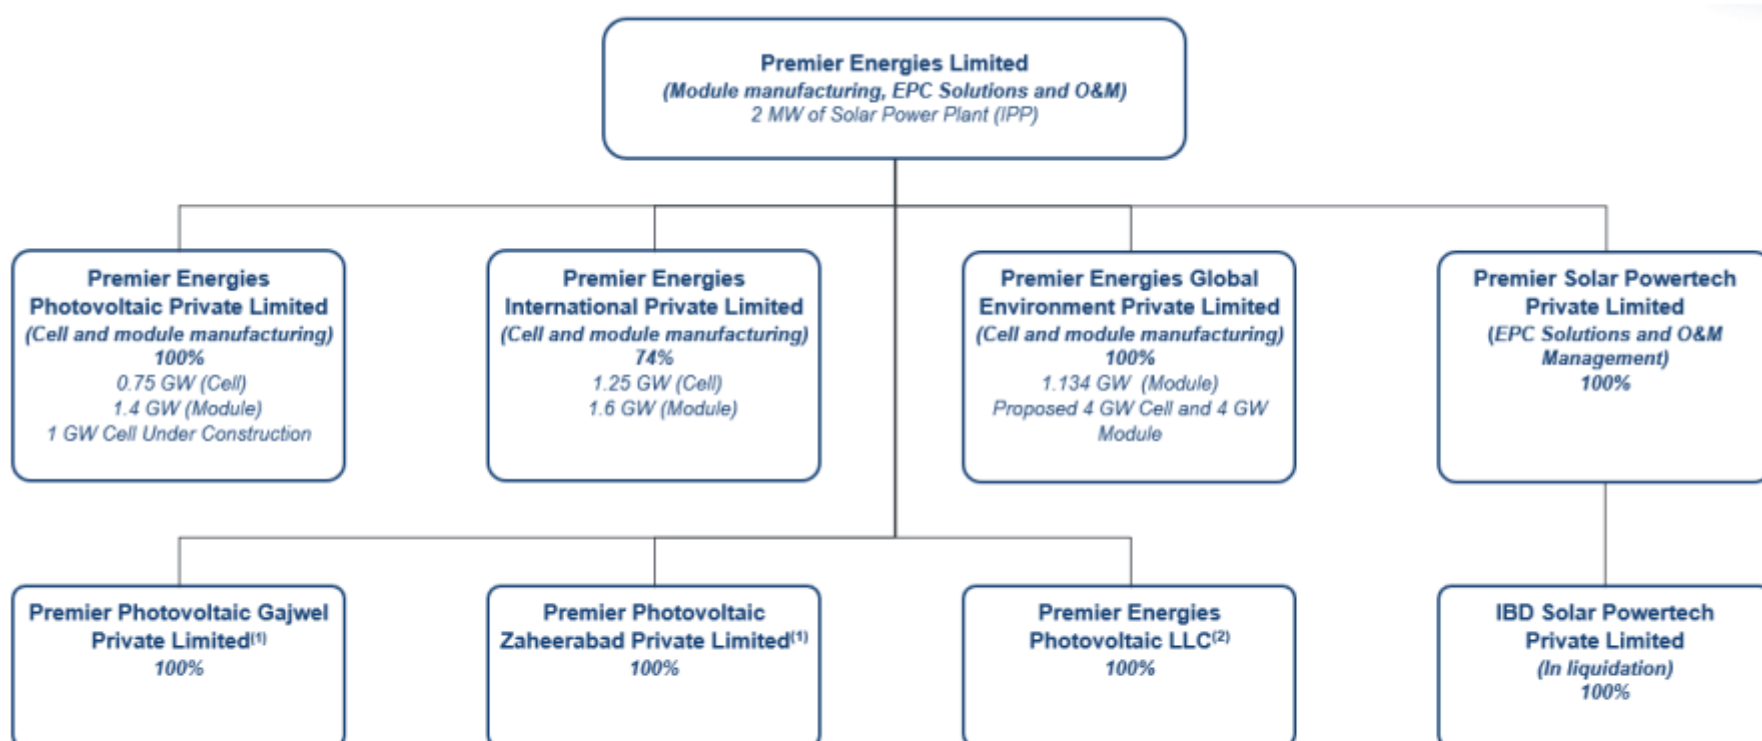 Premier Energies Limited
(Module manufacturing, EPC Solutions and O&M)
2 MW of Solar Power Plant (IPP)
Premier Energies
Photovoltaic Private Limited
(Cell and module manufacturing)
100%
0.75 GW (Cell)
1.4 GW (Module)
1 GW Cell Under Construction
Premier Energies
International Private Limited
(Cell and module manufacturing)
74%
1.25 GW (Cell)
1.6 GW (Module)
Premier Energies Global
Environment Private Limited
(Cell and module manufacturing)
100%
1.134 GW (Module)
Proposed 4 GW Cell and 4 GW
Module
Premier Solar Powertech
Private Limited
(EPC Solutions and O&M
Management)
100%
Premier Photovoltaic Gajwel
Private Limited(1)
100%
Premier Photovoltaic
Zaheerabad Private Limited(1)
100%
Premier Energies
Photovoltaic LLC(2)
100%
IBD Solar Powertech
Private Limited
(In liquidation)
100%